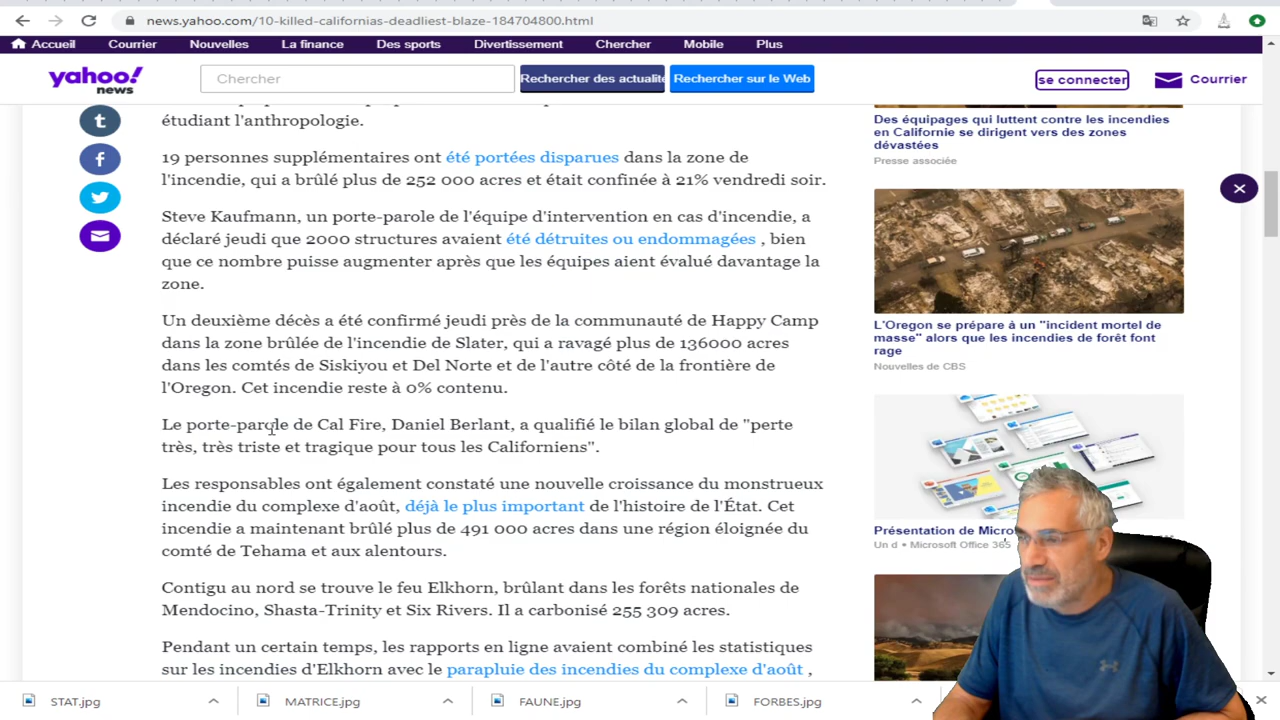 news.yahoo.com/10-killed-californias-deadliest-blaze-184704800.html
Accueil Courrier Nouvelles La finance Des sports Divertissement Chercher Mobile Plus
yahoo!
news
Chercher
Rechercher des actualité
Rechercher sur le Web
se connecter
Courrier
étudiant l'anthropologie.
19 personnes supplémentaires ont été portées disparues dans la zone de
l'incendie, qui a brûlé plus de 252 000 acres et était confinée à 21% vendredi soir.
Steve Kaufmann, un porte-parole de l'équipe d'intervention en cas d'incendie, a
déclaré jeudi que 2000 structures avaient été détruites ou endommagées , bien
que ce nombre puisse augmenter après que les équipes aient évalué davantage la
zone.
Un deuxième décès a été confirmé jeudi près de la communauté de Happy Camp
dans la zone brûlée de l'incendie de Slater, qui a ravagé plus de 136000 acres
dans les comtés de Siskiyou et Del Norte et de l'autre côté de la frontière de
l'Oregon. Cet incendie reste à 0% contenu.
Le porte-parole de Cal Fire, Daniel Berlant, a qualifié le bilan global de "perte
très, très triste et tragique pour tous les Californiens".
Les responsables ont également constaté une nouvelle croissance du monstrueux
incendie du complexe d'août, déjà le plus important de l'histoire de l'État. Cet
incendie a maintenant brûlé plus de 491 000 acres dans une région éloignée du
comté de Tehama et aux alentours.
Contigu au nord se trouve le feu Elkhorn, brûlant dans les forêts nationales de
Mendocino, Shasta-Trinity et Six Rivers. Il a carbonisé 255 309 acres.
Pendant un certain temps, les rapports en ligne avaient combiné les statistiques
sur les incendies d'Elkhorn avec le parapluie des incendies du complexe d'août ,
Des équipages qui luttent contre les incendies
en Californie se dirigent vers des zones
dévastées
Presse associée
L'Oregon se prépare à un "incident mortel de
masse" alors que les incendies de forêt font
rage
Nouvelles de CBS
Présentation de Micro
Un d • Microsoft Office 365
STAT.jpg
MATRICE.jpg
FAUNE.jpg
FORBES.jpg